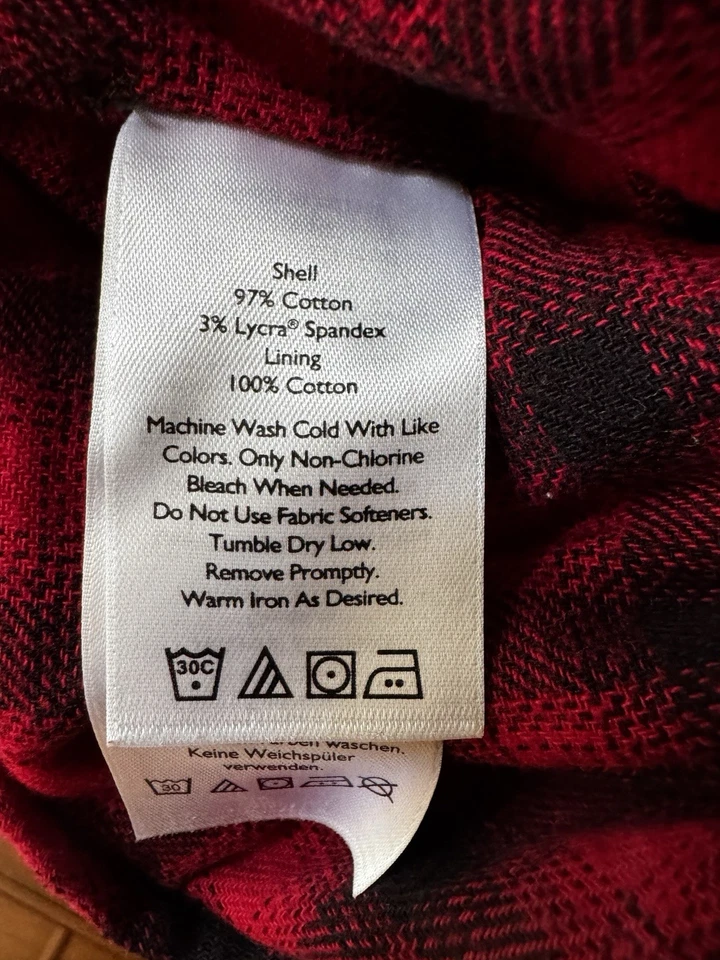 Shell
97% Cotton
3% Lycra® Spandex
Lining
100% Cotton
Machine Wash Cold With Like
Colors. Only Non-Chlorine
Bleach When Needed.
Do Not Use Fabric Softeners.
Tumble Dry Low.
Remove Promptly.
Warm Iron As Desired.
30C
waschen.
Keine Weichspüler
verwenden.
30